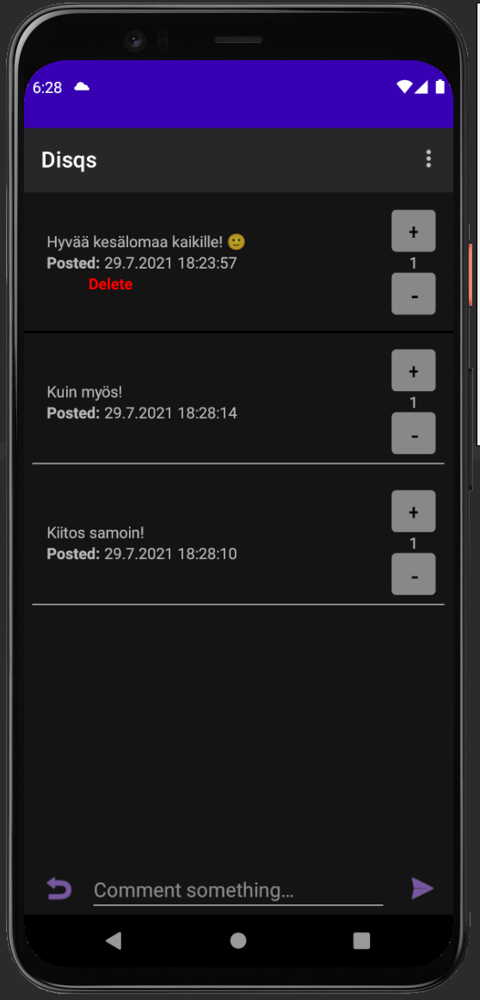 6:28
Disqs
Hyvää kesälomaa kaikille! 🙂
+
Posted: 29.7.2021 18:23:57
1
Delete
-
Kuin myös!
+
Posted: 29.7.2021 18:28:14
1
-
Kiitos samoin!
+
Posted: 29.7.2021 18:28:10
1
-
Comment something...